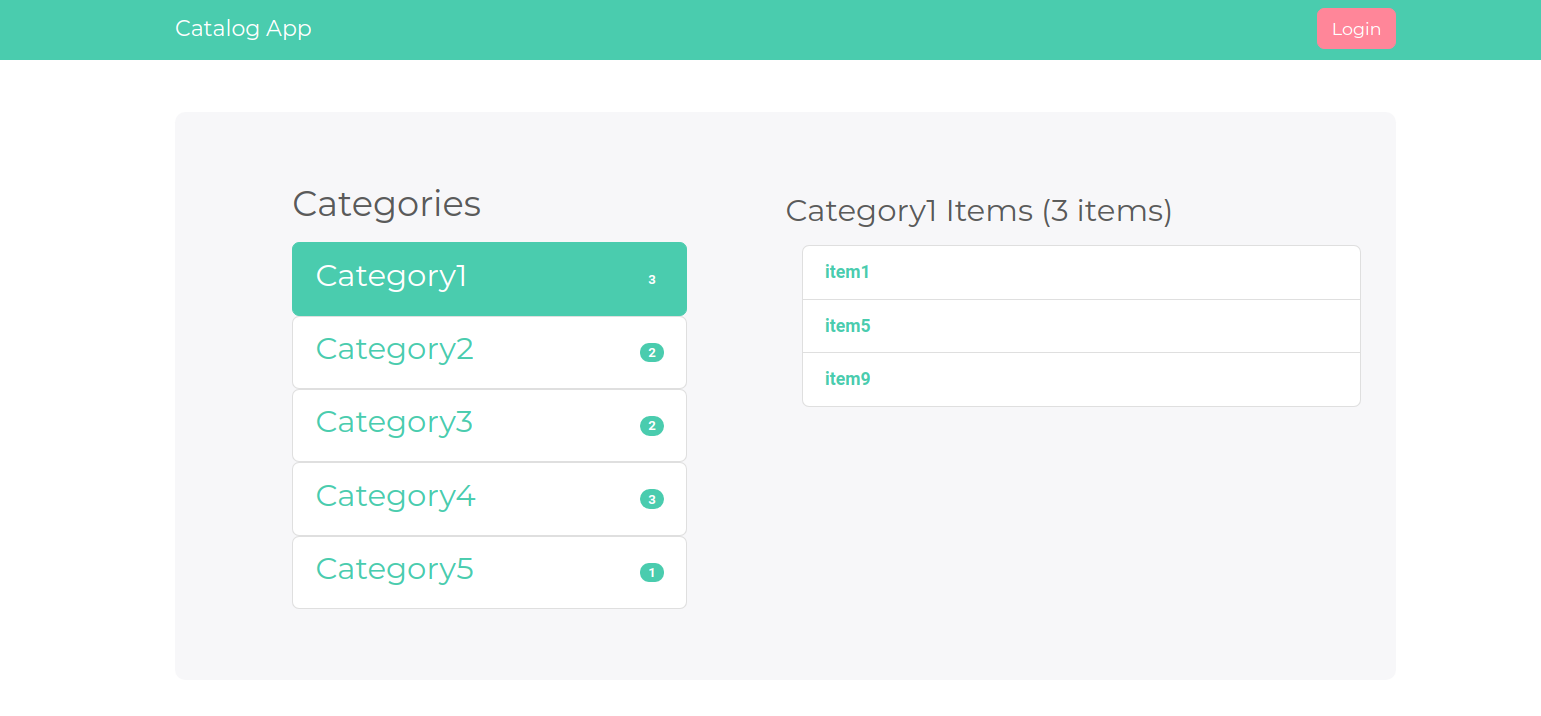 Catalog App
Login
Categories
Category1 3
Category2 2
Category3 2
Category4 3
Category5 1
Category1 Items (3 items)
item1
item5
item9